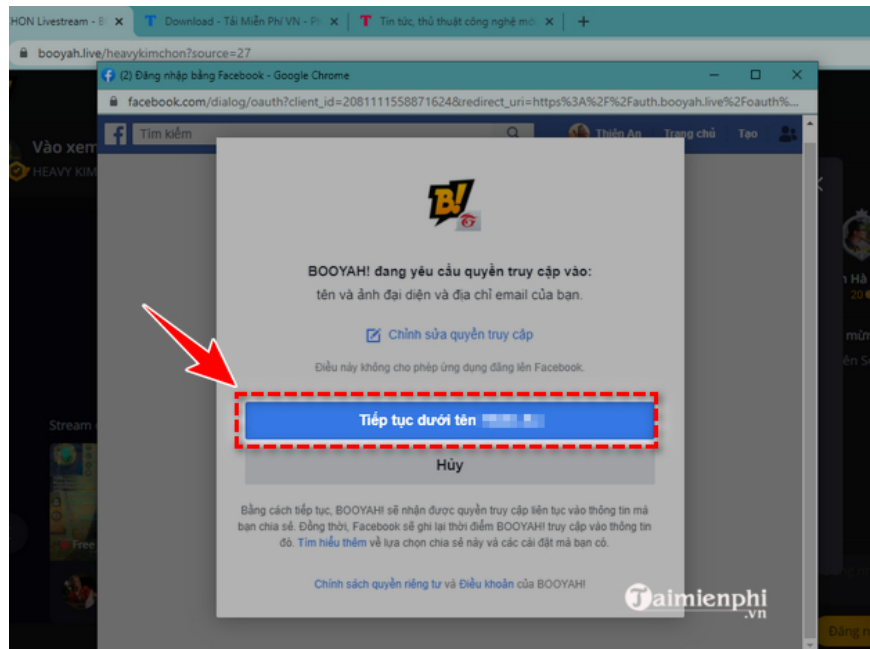 HON Livestream - B
Download - Tải Miễn Phí VN - Ph
Tin tức, thủ thuật công nghệ mới
booyah.live/heavykimchon?source=27
(2) Đăng nhập bằng Facebook - Google Chrome
facebook.com/dialog/oauth?client_id=2081111558871624&redirect_uri=https%3A%2F%2Fauth.booyah.live%2Foauth%...
Tìm kiếm
Thiên An
Trang chủ
Tạo
Vào xem
HEAVY KIM
B!
BOOYAH! đang yêu cầu quyền truy cập vào:
tên và ảnh đại diện và địa chỉ email của bạn.
Chỉnh sửa quyền truy cập
Điều này không cho phép ứng dụng đăng lên Facebook.
Tiếp tục dưới tên
Hủy
Bằng cách tiếp tục, BOOYAH! sẽ nhận được quyền truy cập liên tục vào thông tin mà
bạn chia sẻ. Đồng thời, Facebook sẽ ghi lại thời điểm BOOYAH! truy cập vào thông tin
đó. Tìm hiểu thêm về lựa chọn chia sẻ này và các cài đặt mà bạn có.
Chính sách quyền riêng tư và Điều khoản của BOOYAH!
Stream
Free
n Hà
20
mừn
ên S
Đăng n
Taimienphi
.vn